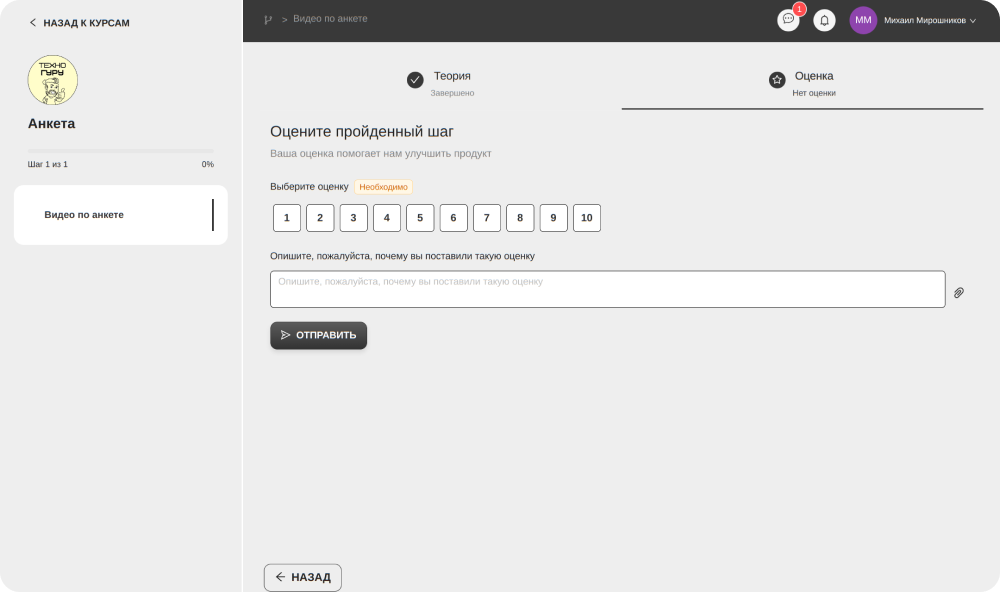 НАЗАД К КУРСАМ
ТЕХНО
ГУРУ
Анкета
Шаг 1 из 1
0%
Видео по анкете
> Видео по анкете
1
ММ
Михаил Мирошников
Теория
Завершено
Оценка
Нет оценки
Оцените пройденный шаг
Ваша оценка помогает нам улучшить продукт
Выберите оценку Необходимо
1 2 3 4 5 6 7 8 9 10
Опишите, пожалуйста, почему вы поставили такую оценку
Опишите, пожалуйста, почему вы поставили такую оценку
ОТПРАВИТЬ
НАЗАД